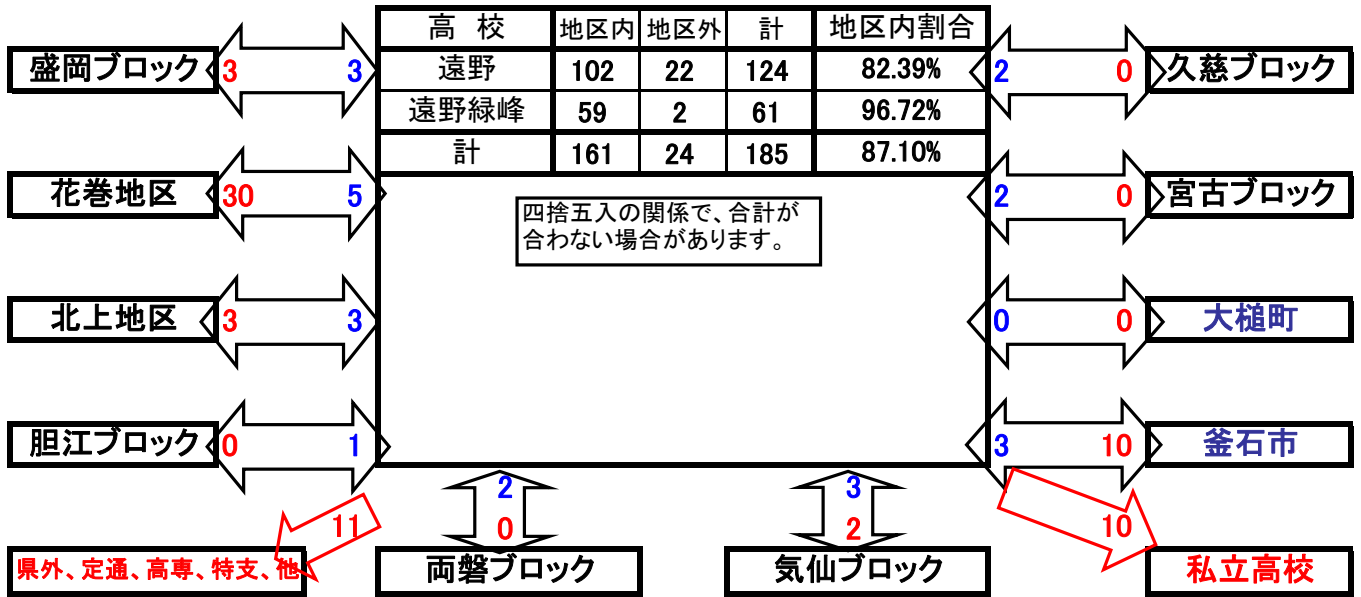 高 校 地区内 地区外 計 地区内割合
遠野 102 22 124 82.39%
遠野緑峰 59 2 61 96.72%
計 161 24 185 87.10%
四捨五入の関係で、合計が
合わない場合があります。
盛岡ブロック 3 3
花巻地区 30 5
北上地区 3 3
胆江ブロック 0 1
2 0 久慈ブロック
2 0 宮古ブロック
0 0 大槌町
3 10 釜石市
11
県外、定通、高専、特支、他
2
0
両磐ブロック
3
2
気仙ブロック
10
私立高校